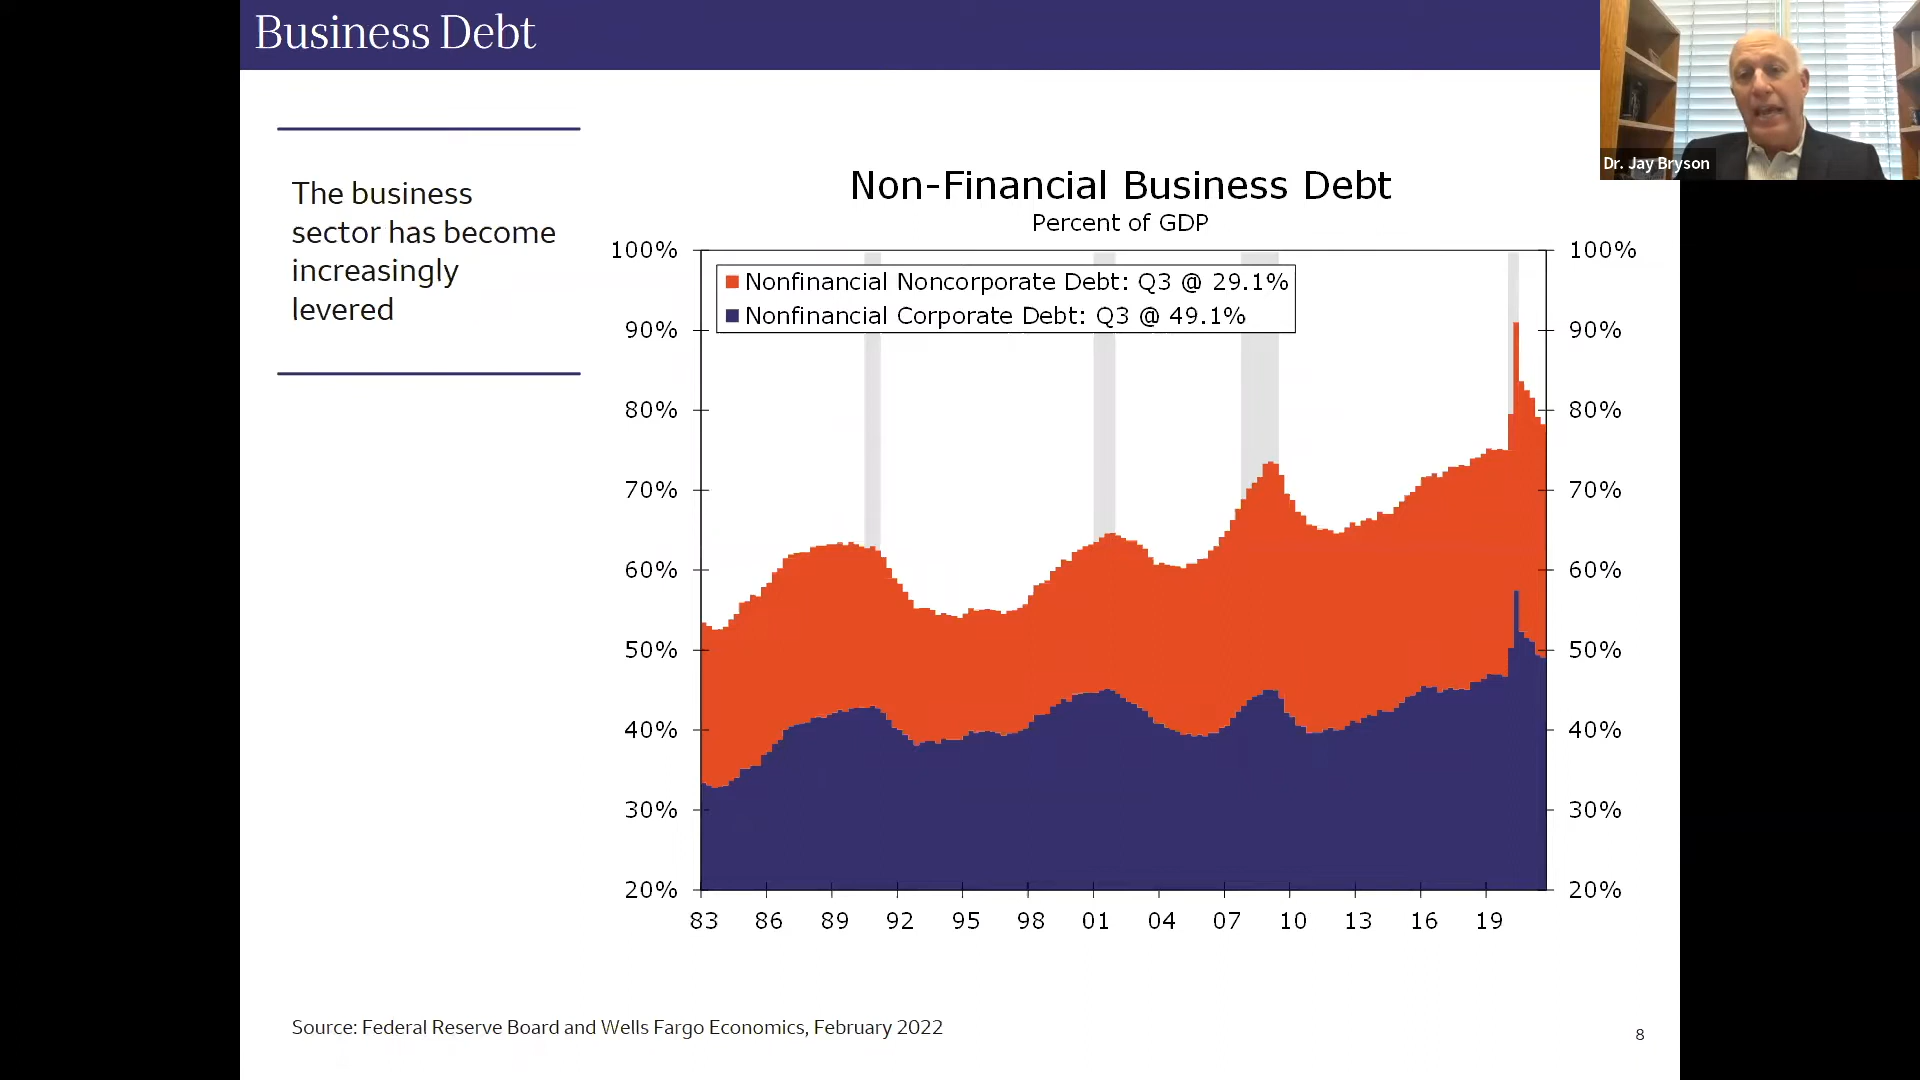 Business Debt
Dr. Jay Bryson
The business
sector has become
increasingly
levered
Non-Financial Business Debt
Percent of GDP
100%
90%
80%
70%
60%
50%
40%
30%
20%
Nonfinancial Noncorporate Debt: Q3 @ 29.1%
Nonfinancial Corporate Debt: Q3 @ 49.1%
100%
90%
80%
70%
60%
50%
40%
30%
20%
83 86 89 92 95 98 01 04 07 10 13 16 19
Source: Federal Reserve Board and Wells Fargo Economics, February 2022
8